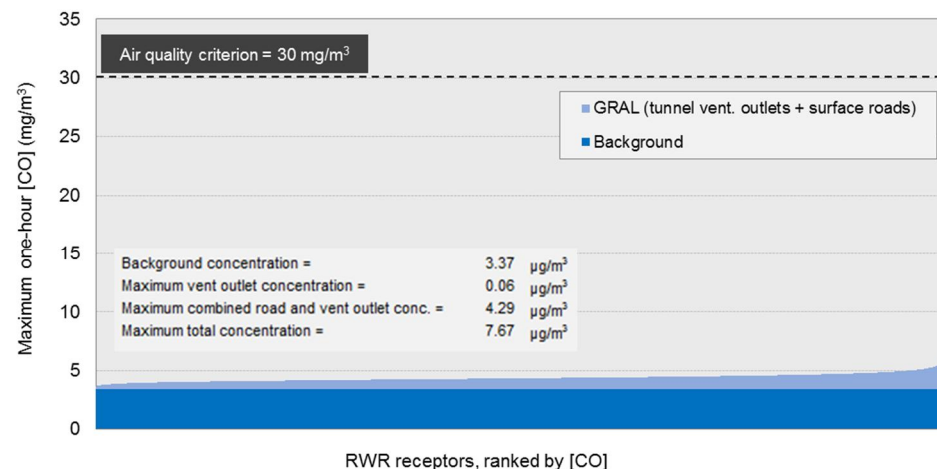 35
Air quality criterion = 30 mg/m³
30
GRAL (tunnel vent. outlets + surface roads)
Background
25
20
15
Background concentration = 3.37 µg/m³
Maximum vent outlet concentration = 0.06 µg/m³
Maximum combined road and vent outlet conc. = 4.29 µg/m³
Maximum total concentration = 7.67 µg/m³
10
5
0
Maximum one-hour [CO] (mg/m³)
RWR receptors, ranked by [CO]